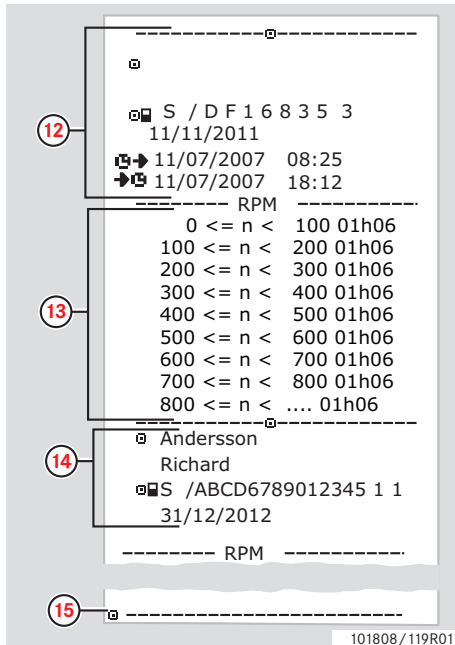 12
S / D F 1 6 8 3 5 3
11/11/2011
11/07/2007 08:25
11/07/2007 18:12
------- RPM -----------
0 <= n < 100 01h06
100 <= n < 200 01h06
200 <= n < 300 01h06
300 <= n < 400 01h06
13
400 <= n < 500 01h06
500 <= n < 600 01h06
600 <= n < 700 01h06
700 <= n < 800 01h06
800 <= n < .... 01h06
Andersson
14
Richard
S /ABCD6789012345 1 1
31/12/2012
-------- RPM -----------
15
101808/119R01